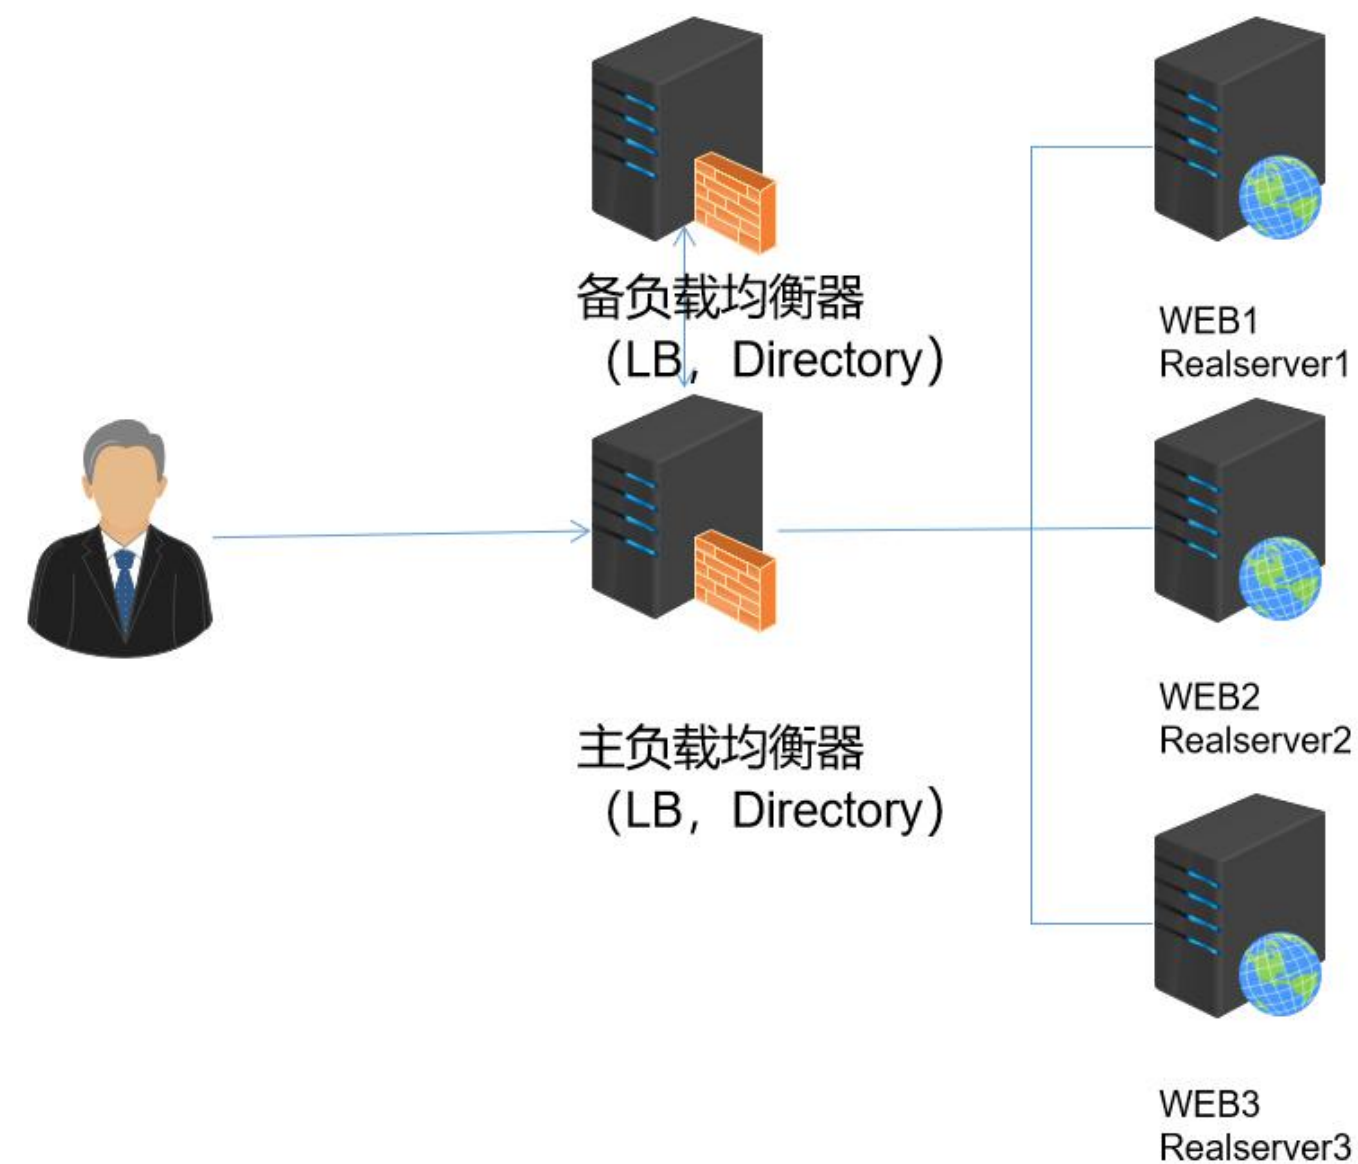 备负载均衡器
（LB，Directory）
WEB1
Realserver1
WEB2
Realserver2
主负载均衡器
（LB，Directory）
WEB3
Realserver3